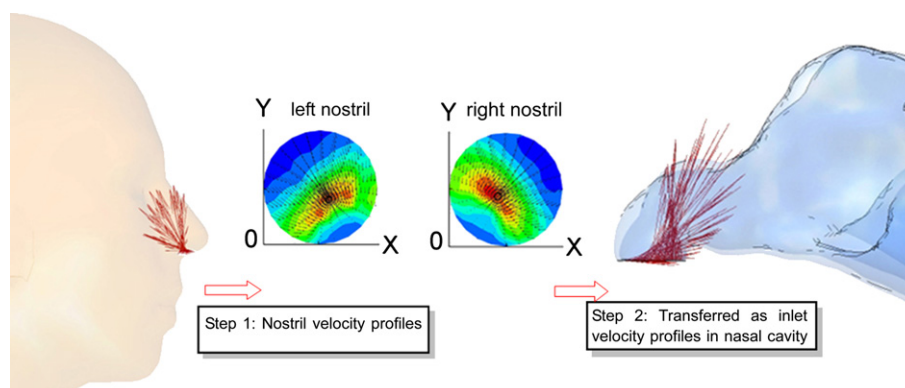 Y left nostril
0 X
Y right nostril
0 X
Step 1: Nostril velocity profiles
Step 2: Transferred as inlet
velocity profiles in nasal cavity